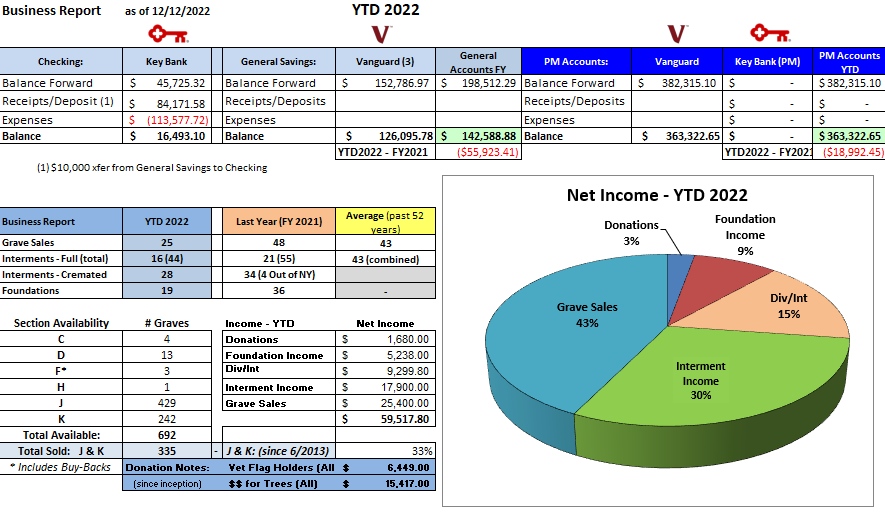 Business Report as of 12/12/2022 YTD 2022
Checking: Key Bank General Savings: Vanguard (3) General Accounts FY PM Accounts: Vanguard Key Bank (PM) PM Accounts YTD
Balance Forward $ 45,725.32 Balance Forward $ 152,786.97 $ 198,512.29 Balance Forward $ 382,315.10 $ - $ 382,315.10
Receipts/Deposit (1) $ 84,171.58 Receipts/Deposits Receipts/Deposits $ - $ -
Expenses $ (113,577.72) Expenses Expenses $ - $ -
Balance $ 16,493.10 Balance $ 126,095.78 $ 142,588.88 Balance $ 363,322.65 $ - $ 363,322.65
YTD2022 - FY2021 ($55,923.41) YTD2022 - FY2021 ($18,992.45)
(1) $10,000 xfer from General Savings to Checking
Business Report YTD 2022 Last Year (FY 2021) Average (past 52 years)
Grave Sales 25 48 43
Interments - Full (total) 16 (44) 21 (55) 43 (combined)
Interments - Cremated 28 34 (4 Out of NY)
Foundations 19 36 -
Section Availability # Graves Income - YTD Net Income
C 4 Donations $ 1,680.00
D 13 Foundation Income $ 5,238.00
F* 3 Div/Int $ 9,299.80
H 1 Interment Income $ 17,900.00
J 429 Grave Sales $ 25,400.00
K 242 $ 59,517.80
Total Available: 692
Total Sold: J & K 335 - J & K: (since 6/2013) 33%
* Includes Buy-Backs Donation Notes: Vet Flag Holders (All $ 6,449.00
(since inception) $$ for Trees (All) $ 15,417.00
Net Income - YTD 2022
Donations
3%
Foundation
Income
9%
Div/Int
15%
Interment
Income
30%
Grave Sales
43%